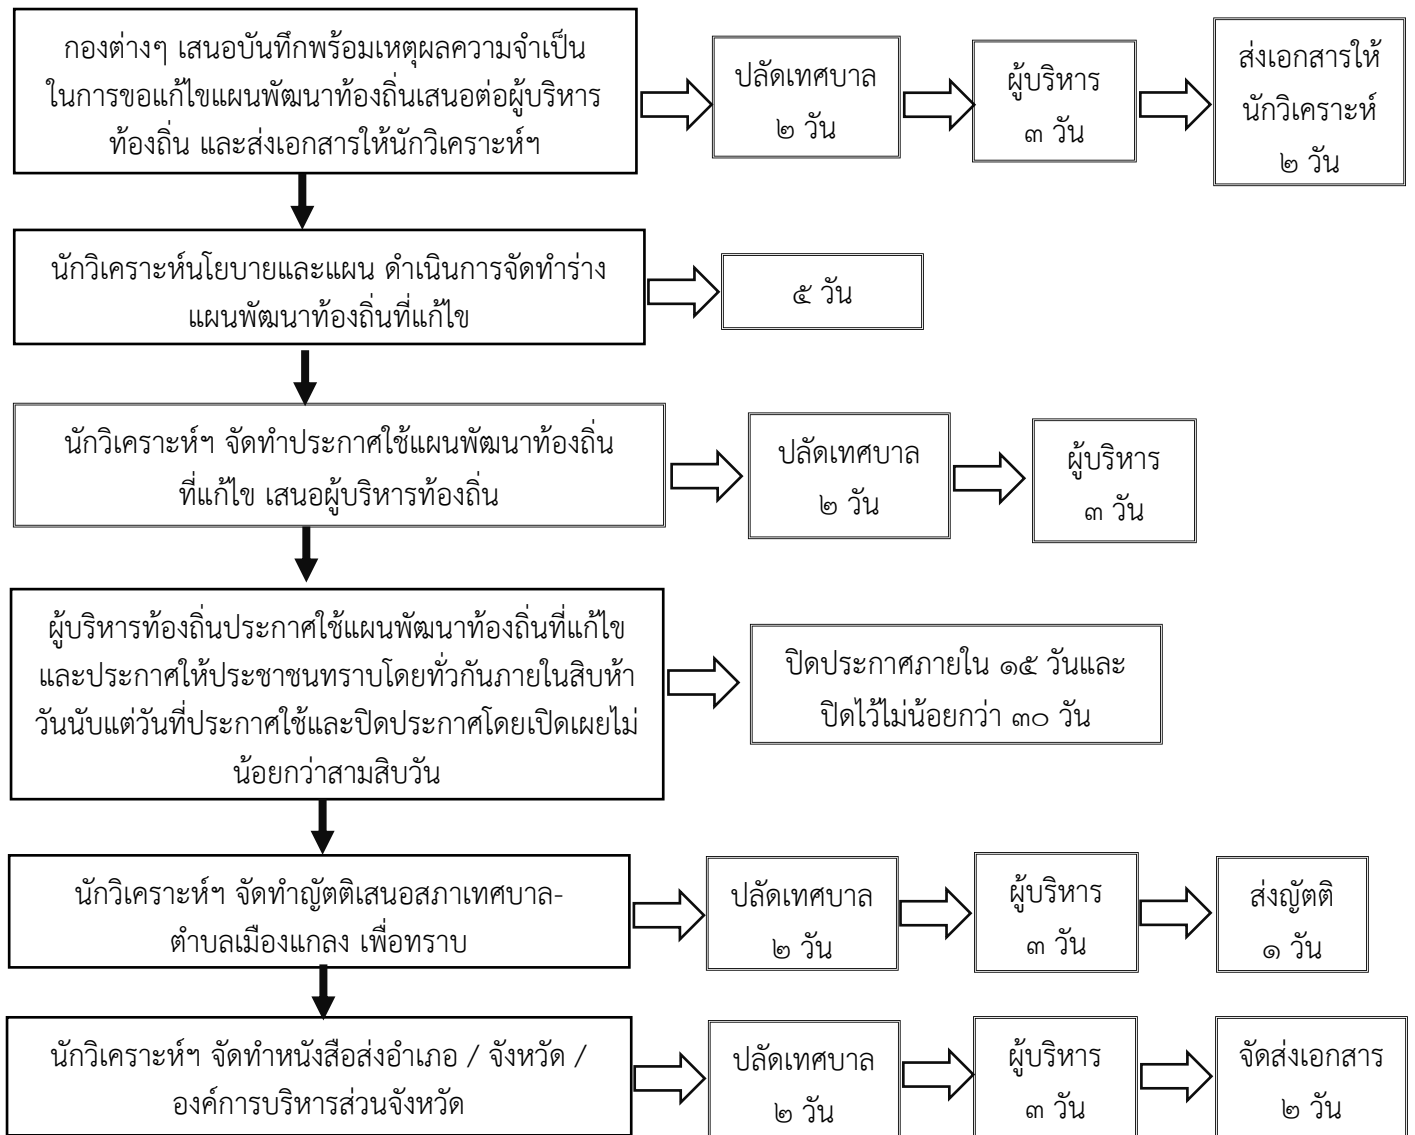 กองต่างๆ เสนอบันทึกพร้อมเหตุผลความจำเป็น
ในการขอแก้ไขแผนพัฒนาท้องถิ่นเสนอต่อผู้บริหาร
ท้องถิ่น และส่งเอกสารให้นักวิเคราะห์ฯ
ปลัดเทศบาล
๒ วัน
ผู้บริหาร
๓ วัน
ส่งเอกสารให้
นักวิเคราะห์
๒ วัน
นักวิเคราะห์นโยบายและแผน ดำเนินการจัดทำร่าง
แผนพัฒนาท้องถิ่นที่แก้ไข
๕ วัน
นักวิเคราะห์ฯ จัดทำประกาศใช้แผนพัฒนาท้องถิ่น
ที่แก้ไข เสนอผู้บริหารท้องถิ่น
ปลัดเทศบาล
๒ วัน
ผู้บริหาร
๓ วัน
ผู้บริหารท้องถิ่นประกาศใช้แผนพัฒนาท้องถิ่นที่แก้ไข
และประกาศให้ประชาชนทราบโดยทั่วกันภายในสิบห้า
วันนับแต่วันที่ประกาศใช้และปิดประกาศโดยเปิดเผยไม่
น้อยกว่าสามสิบวัน
ปิดประกาศภายใน ๑๕ วันและ
ปิดไว้ไม่น้อยกว่า ๓๐ วัน
นักวิเคราะห์ฯ จัดทำญัตติเสนอสภาเทศบาล-
ตำบลเมืองแกลง เพื่อทราบ
ปลัดเทศบาล
๒ วัน
ผู้บริหาร
๓ วัน
ส่งญัตติ
๑ วัน
นักวิเคราะห์ฯ จัดทำหนังสือส่งอำเภอ / จังหวัด /
องค์การบริหารส่วนจังหวัด
ปลัดเทศบาล
๒ วัน
ผู้บริหาร
๓ วัน
จัดส่งเอกสาร
๒ วัน